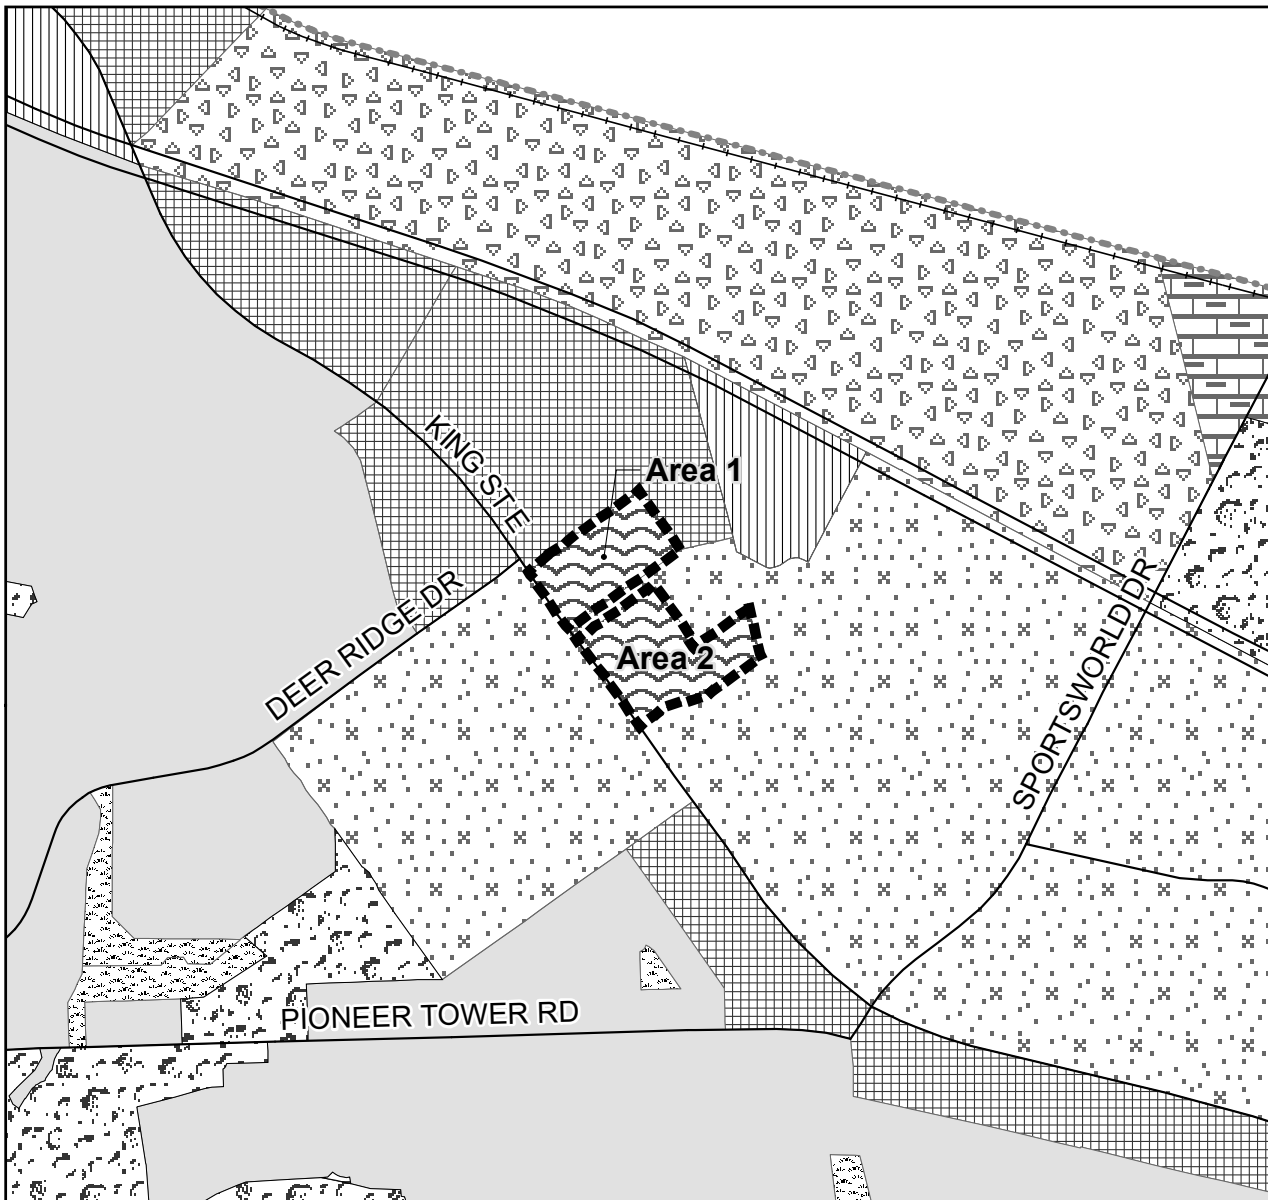 KING ST E
Area 1
DEER RIDGE DR
Area 2
SPORTSWORLD DR
PIONEER TOWER RD